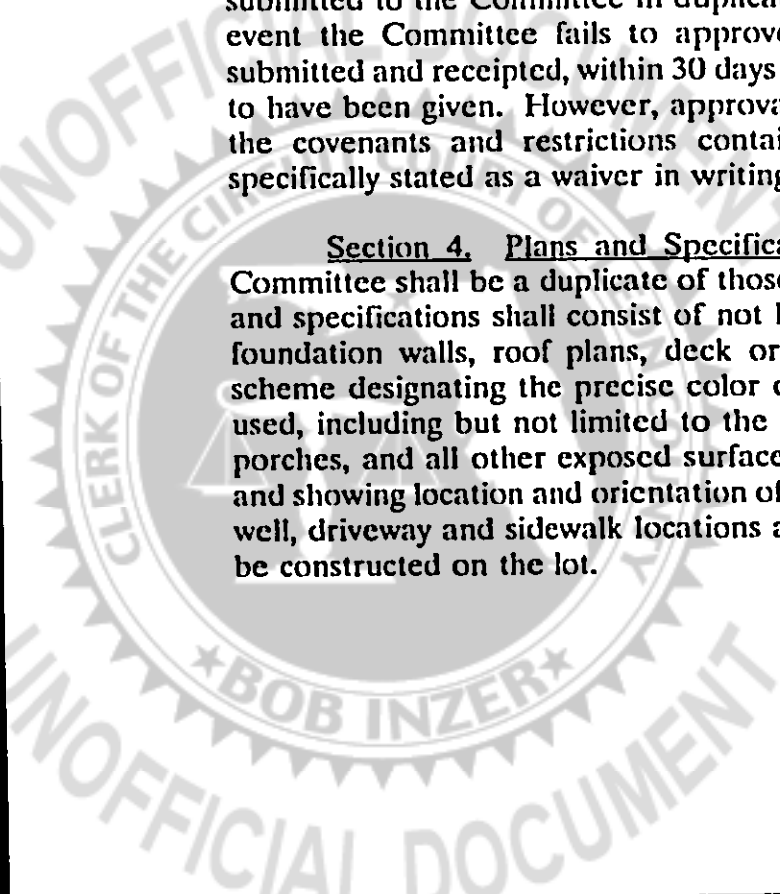 submitted to the Committee in duplica
event the Committee fails to approv
submitted and receipted, within 30 days
to have been given. However, approva
the covenants and restrictions contai
specifically stated as a waiver in writing
Section 4. Plans and Specifica
Committee shall be a duplicate of thos
and specifications shall consist of not l
foundation walls, roof plans, deck or
scheme designating the precise color o
used, including but not limited to the
porches, and all other exposed surface
and showing location and orientation of
well, driveway and sidewalk locations a
be constructed on the lot.
UNOFFICIAL DOCUMENT
CLERK OF THE CIRCUIT
COUNTY
★BOB INZER★
UNOFFICIAL DOCUMENT